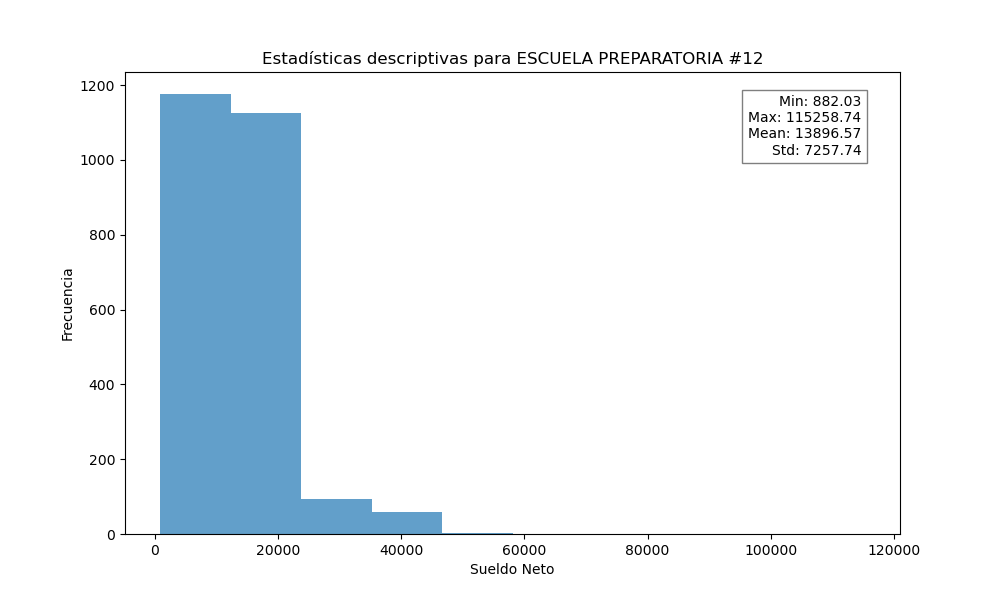 Estadísticas descriptivas para ESCUELA PREPARATORIA #12
Min: 882.03
Max: 115258.74
Mean: 13896.57
Std: 7257.74
1200
1000
800
600
400
200
0
Frecuencia
0 20000 40000 60000 80000 100000 120000
Sueldo Neto